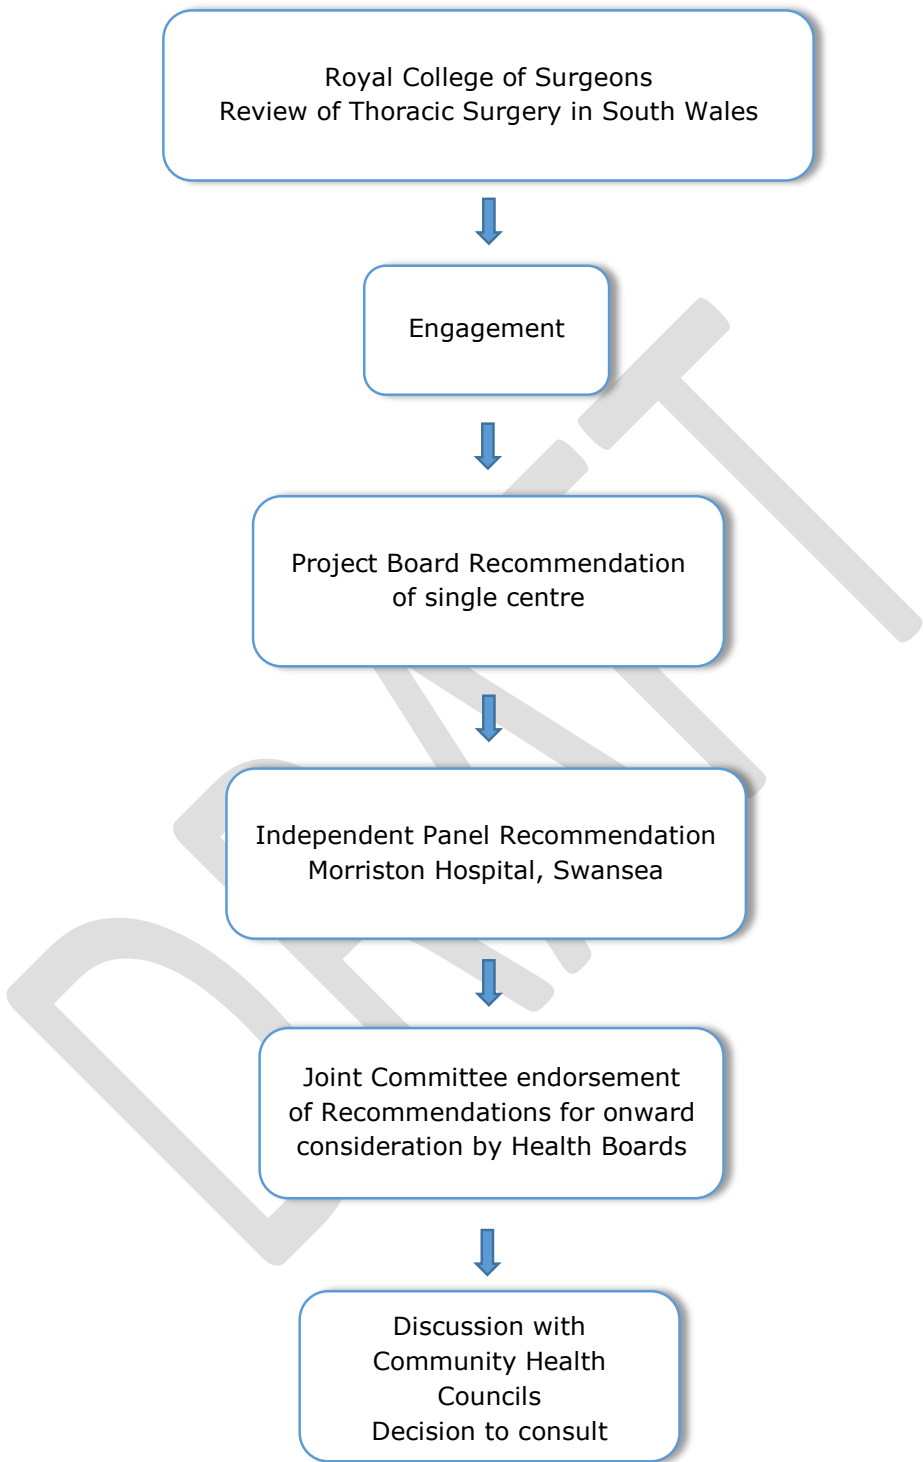 Royal College of Surgeons
Review of Thoracic Surgery in South Wales
Engagement
Project Board Recommendation
of single centre
Independent Panel Recommendation
Morriston Hospital, Swansea
Joint Committee endorsement
of Recommendations for onward
consideration by Health Boards
Discussion with
Community Health
Councils
Decision to consult
DRAFT